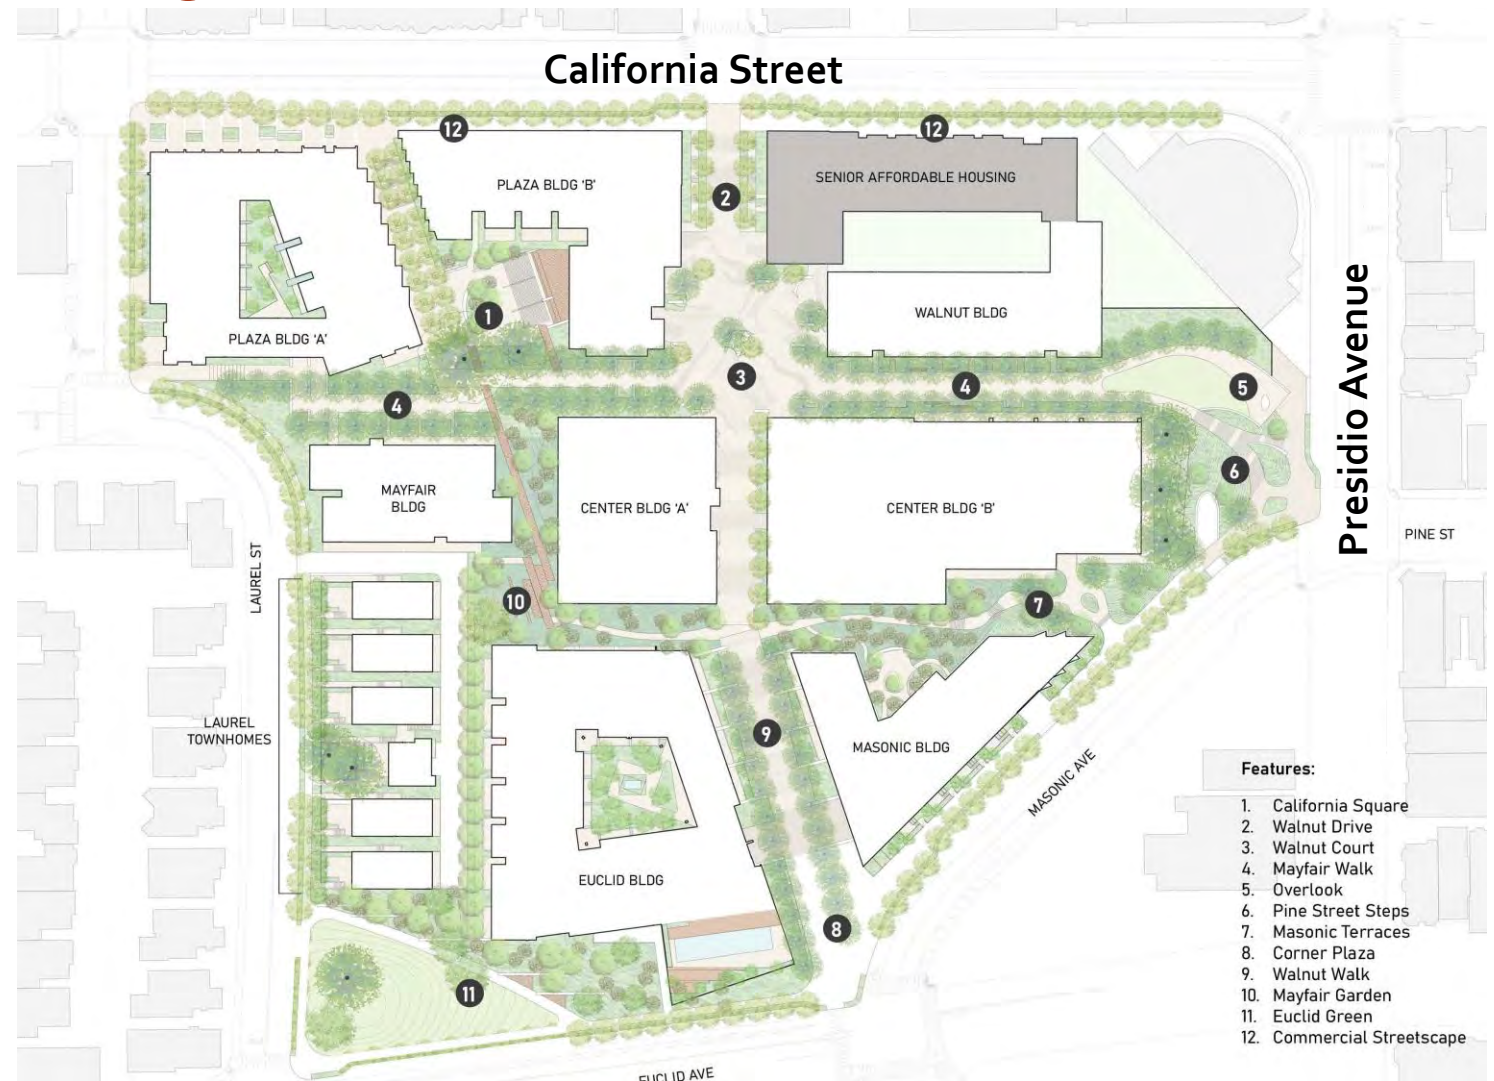 California Street
12
12
SENIOR AFFORDABLE HOUSING
PLAZA BLDG 'B'
2
1
WALNUT BLDG
PLAZA BLDG 'A'
Presidio Avenue
3
4
5
4
6
MAYFAIR
BLDG
CENTER BLDG 'A'
CENTER BLDG 'B'
PINE ST
LAUREL ST
10
7
LAUREL
TOWNHOMES
9
MASONIC BLDG
MASONIC AVE
EUCLID BLDG
8
11
EUCLID AVE
Features:
1. California Square
2. Walnut Drive
3. Walnut Court
4. Mayfair Walk
5. Overlook
6. Pine Street Steps
7. Masonic Terraces
8. Corner Plaza
9. Walnut Walk
10. Mayfair Garden
11. Euclid Green
12. Commercial Streetscape